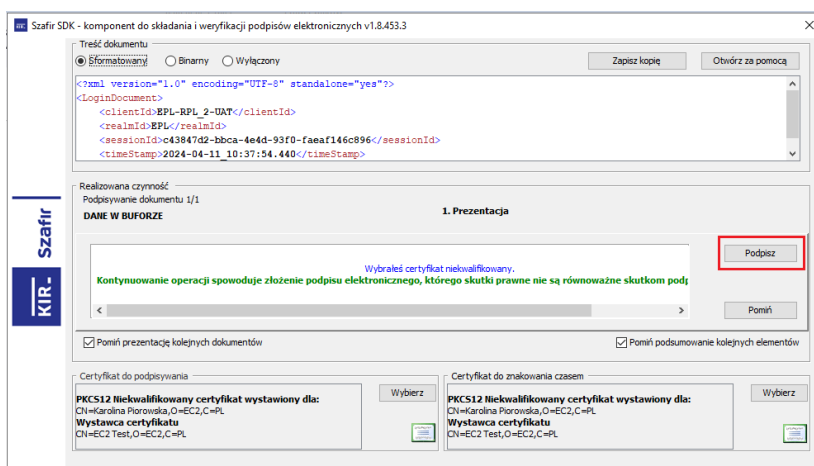 KIR. Szafir SDK - komponent do składania i weryfikacji podpisów elektronicznych v1.8.453.3
Treść dokumentu
Sformatowany Binarny Wyłączony Zapisz kopię Otwórz za pomocą
<?xml version="1.0" encoding="UTF-8" standalone="yes"?>
<LoginDocument>
<clientId>EPL-RPL_2-UAT</clientId>
<realmId>EPL</realmId>
<sessionId>c43847d2-bbca-4e4d-93f0-faeaf146c896</sessionId>
<timeStamp>2024-04-11_10:37:54.440</timeStamp>
Realizowana czynność
Podpisywanie dokumentu 1/1
DANE W BUFORZE
1. Prezentacja
Szafir
KIR.
Podpisz
Wybrałeś certyfikat niekwalifikowany.
Kontynuowanie operacji spowoduje złożenie podpisu elektronicznego, którego skutki prawne nie są równoważne skutkom podp
Pomiń
Pomiń prezentację kolejnych dokumentów Pomiń podsumowanie kolejnych elementów
Certyfikat do podpisywania
PKCS12 Niekwalifikowany certyfikat wystawiony dla:
CN=Karolina Piorowska,O=EC2,C=PL
Wystawca certyfikatu
CN=EC2 Test,O=EC2,C=PL
Wybierz
Certyfikat do znakowania czasem
PKCS12 Niekwalifikowany certyfikat wystawiony dla:
CN=Karolina Piorowska,O=EC2,C=PL
Wystawca certyfikatu
CN=EC2 Test,O=EC2,C=PL
Wybierz